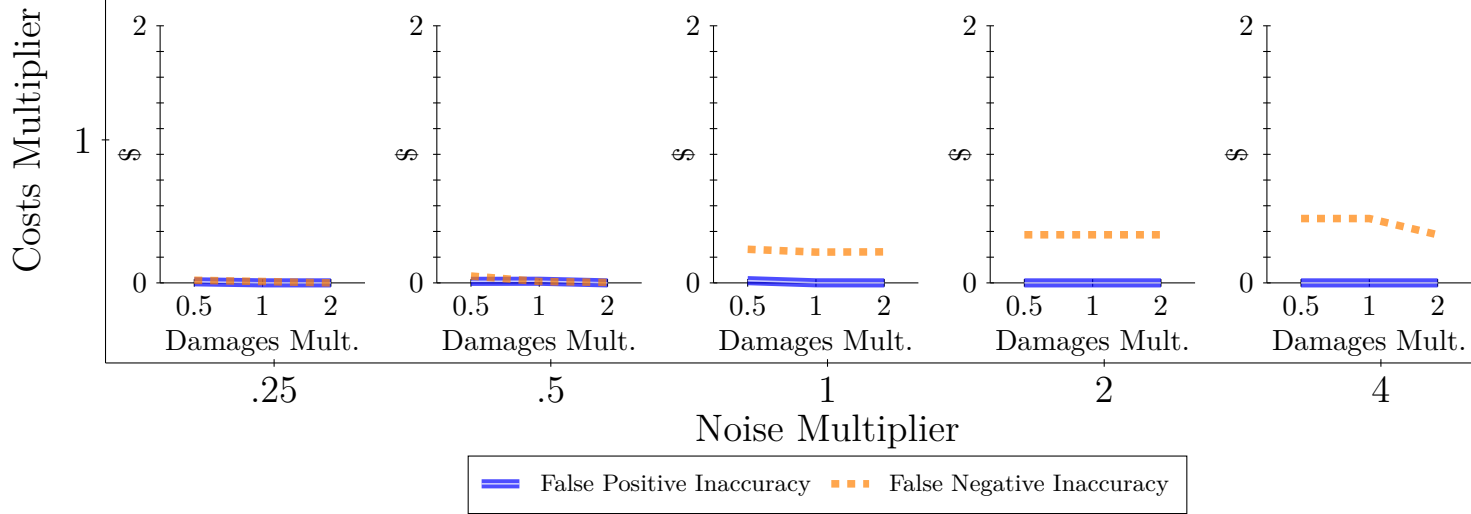 Costs Multiplier
1
2
$
0
0.5 1 2
Damages Mult.
2
$
0
0.5 1 2
Damages Mult.
2
$
0
0.5 1 2
Damages Mult.
2
$
0
0.5 1 2
Damages Mult.
2
$
0
0.5 1 2
Damages Mult.
.25 .5 1 2 4
Noise Multiplier
False Positive Inaccuracy False Negative Inaccuracy